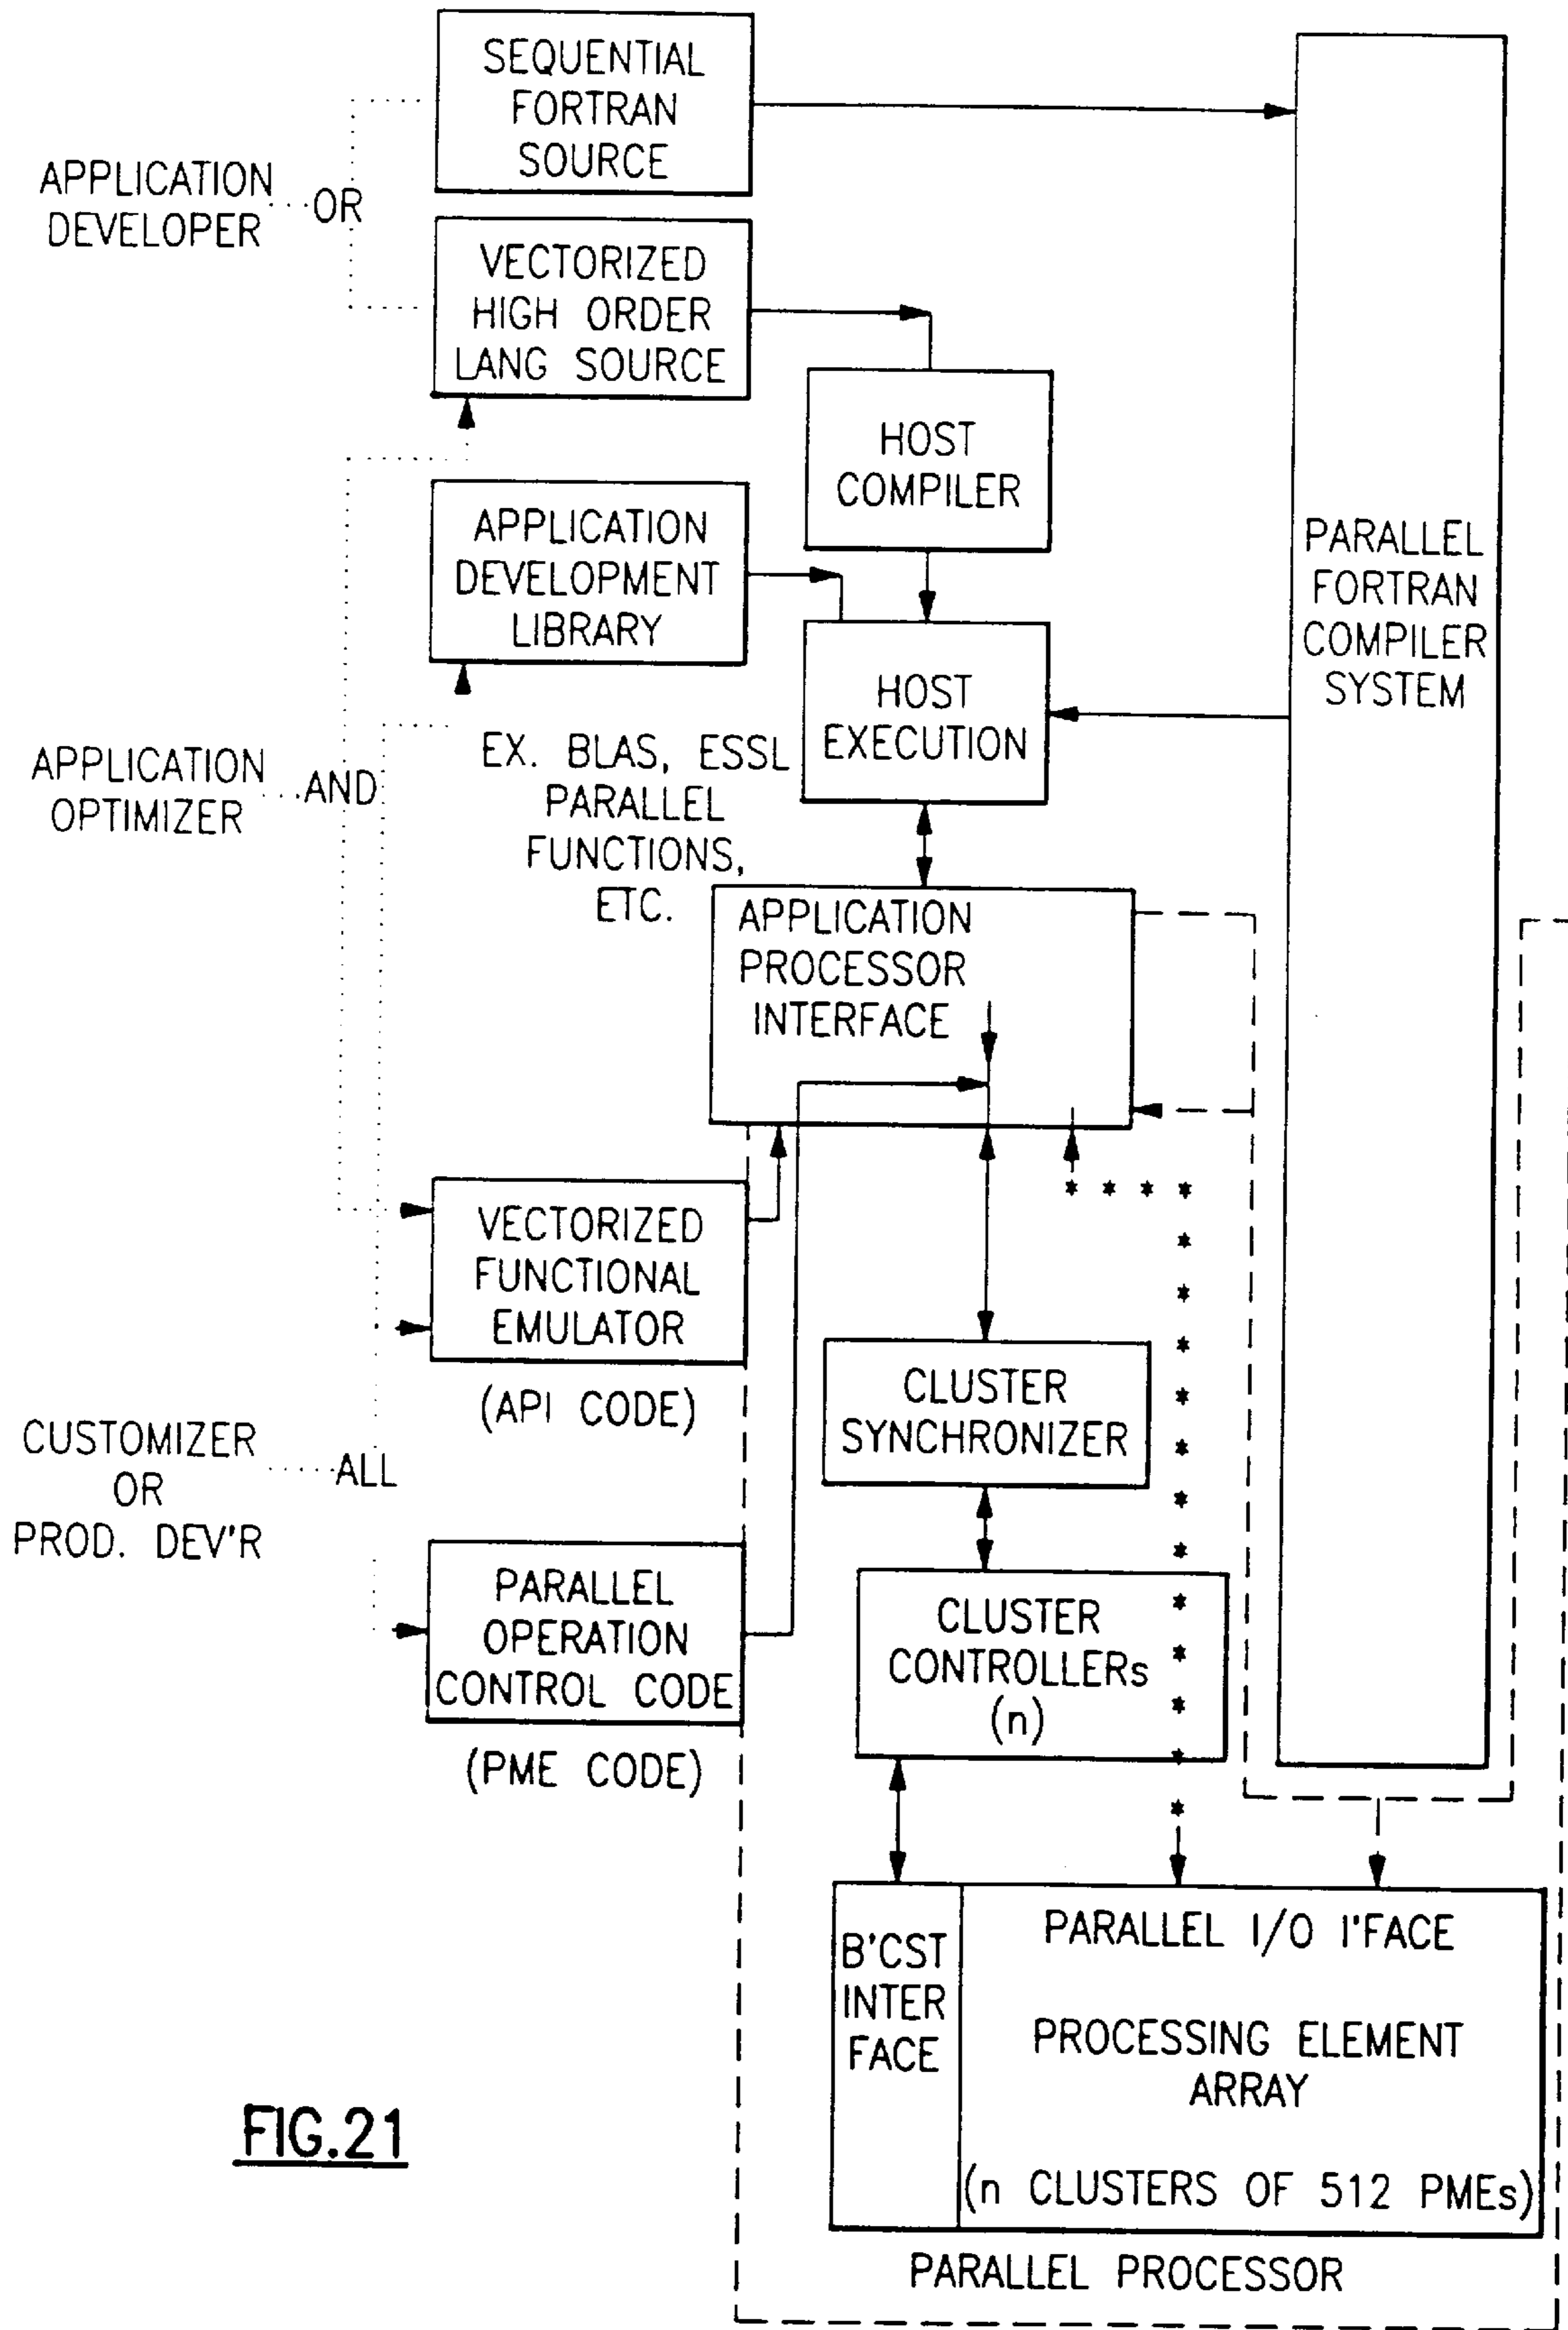 SEQUENTIAL
FORTRAN
SOURCE
APPLICATION
DEVELOPER
OR
VECTORIZED
HIGH ORDER
LANG SOURCE
HOST
COMPILER
APPLICATION
DEVELOPMENT
LIBRARY
PARALLEL
FORTRAN
COMPILER
SYSTEM
HOST
EXECUTION
APPLICATION
OPTIMIZER
AND
EX. BLAS, ESSL
PARALLEL
FUNCTIONS,
ETC.
APPLICATION
PROCESSOR
INTERFACE
VECTORIZED
FUNCTIONAL
EMULATOR
(API CODE)
CLUSTER
SYNCHRONIZER
CUSTOMIZER
OR
PROD. DEV'R
ALL
PARALLEL
OPERATION
CONTROL CODE
(PME CODE)
CLUSTER
CONTROLLERs
(n)
B'CST
INTER
FACE
PARALLEL I/O I'FACE
PROCESSING ELEMENT
ARRAY
(n CLUSTERS OF 512 PMEs)
PARALLEL PROCESSOR
FIG.21